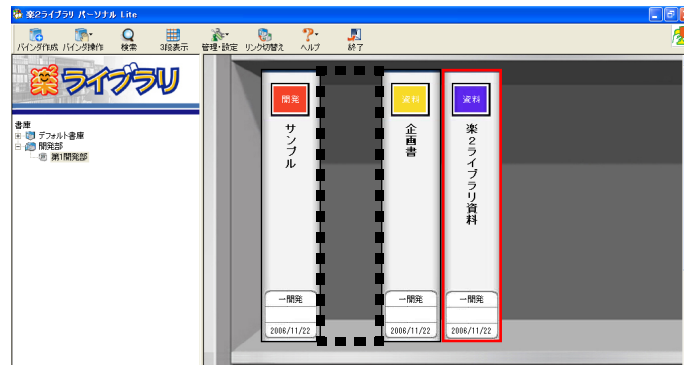 楽2ライブラリ パーソナル Lite
バインダ作成 バインダ操作 検索 3段表示 管理・設定 リンク切替え ヘルプ 終了
楽ライブラリ
書庫
デフォルト書庫
開発部
第1開発部
開発
サンプル
一開発
2006/11/22
資料
企画書
一開発
2006/11/22
資料
楽2ライブラリ資料
一開発
2006/11/22